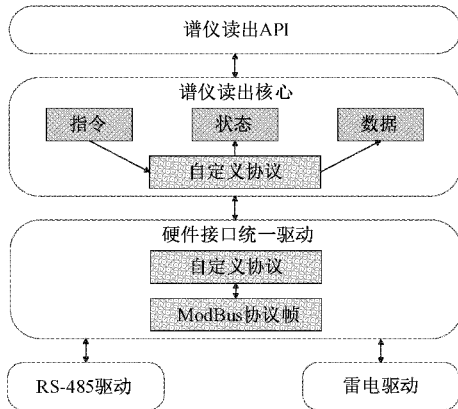 谱仪读出API
谱仪读出核心
指令 状态 数据
自定义协议
硬件接口统一驱动
自定义协议
ModBus协议帧
RS-485驱动 雷电驱动